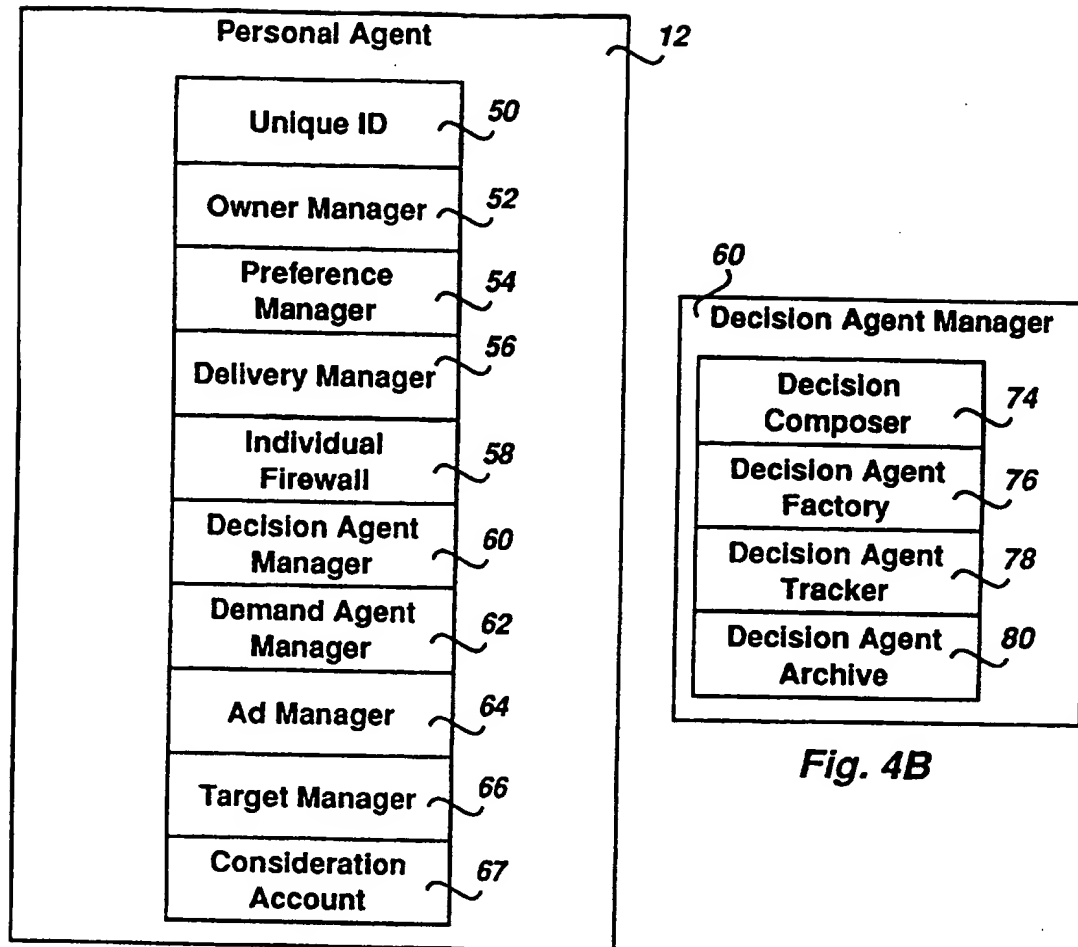 Personal Agent
12
Unique ID
50
Owner Manager
52
Preference
Manager
54
Delivery Manager
56
Individual
Firewall
58
Decision Agent
Manager
60
Demand Agent
Manager
62
Ad Manager
64
Target Manager
66
Consideration
Account
67
60
Decision Agent Manager
Decision
Composer
74
Decision Agent
Factory
76
Decision Agent
Tracker
78
Decision Agent
Archive
80
Fig. 4B